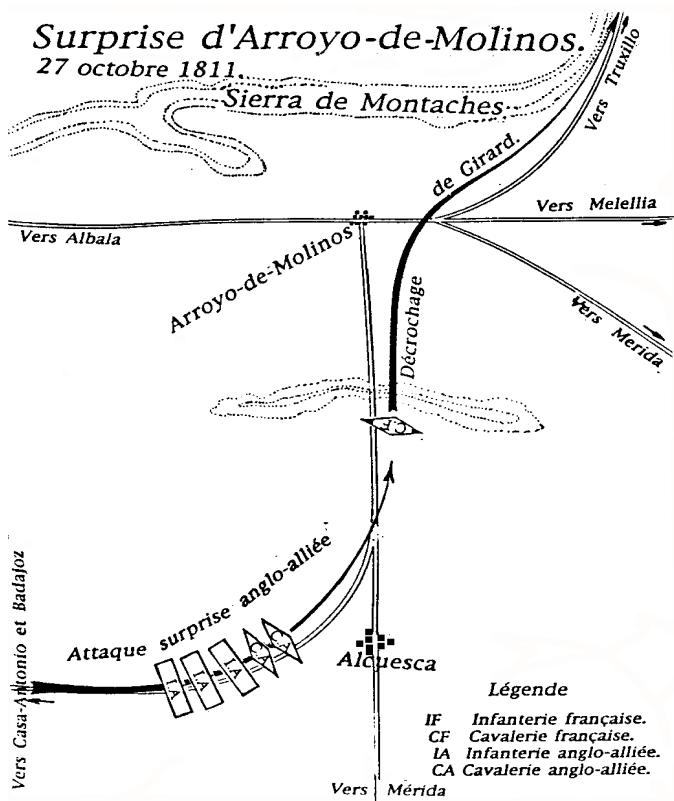 Surprise d'Arroyo-de-Molinos.
27 octobre 1811.
Sierra de Montaches
Vers Truxillo
de Girard.
Vers Melellia
Vers Albala
Arroyo-de-Molinos
Vers Merida
Décrochage
CF
Attaque surprise anglo-alliée
Vers Casa-Antonio et Badajoz
IA
IA
IA
CA
CA
Alcuesca
Légende
IF Infanterie française.
CF Cavalerie française.
IA Infanterie anglo-alliée.
CA Cavalerie anglo-alliée.
Vers Mérida